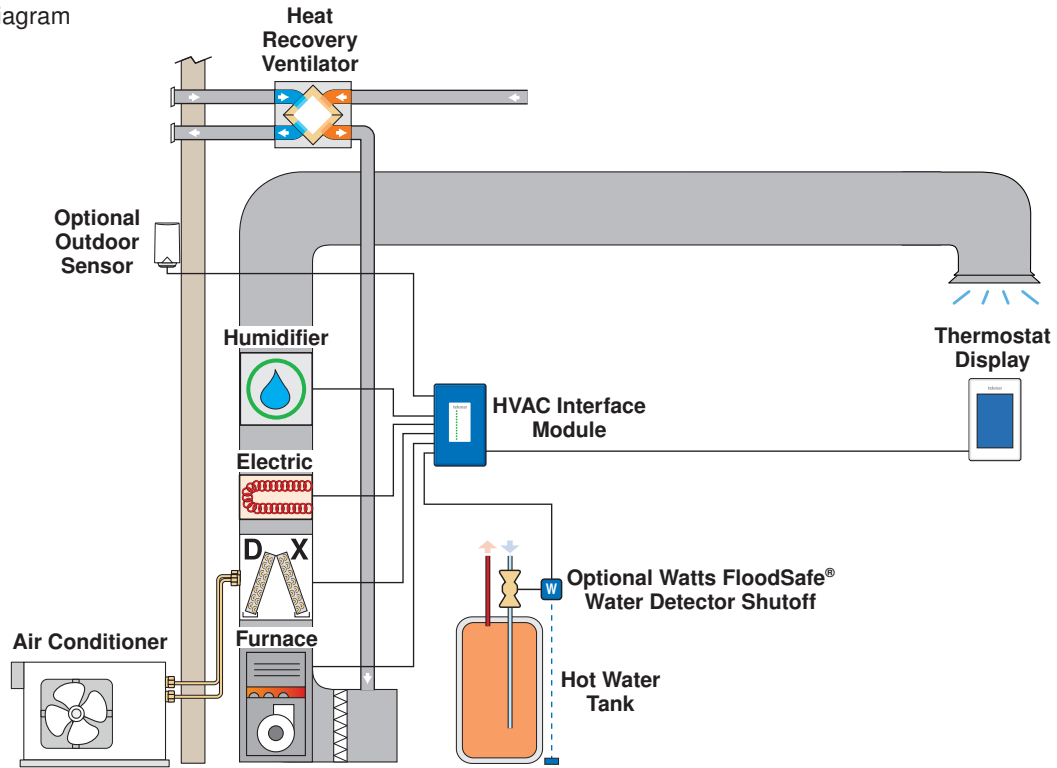 iagram
Heat
Recovery
Ventilator
Optional
Outdoor
Sensor
Humidifier
Thermostat
Display
HVAC Interface
Module
Electric
D X
Optional Watts FloodSafe®
Water Detector Shutoff
W
Air Conditioner
Furnace
Hot Water
Tank